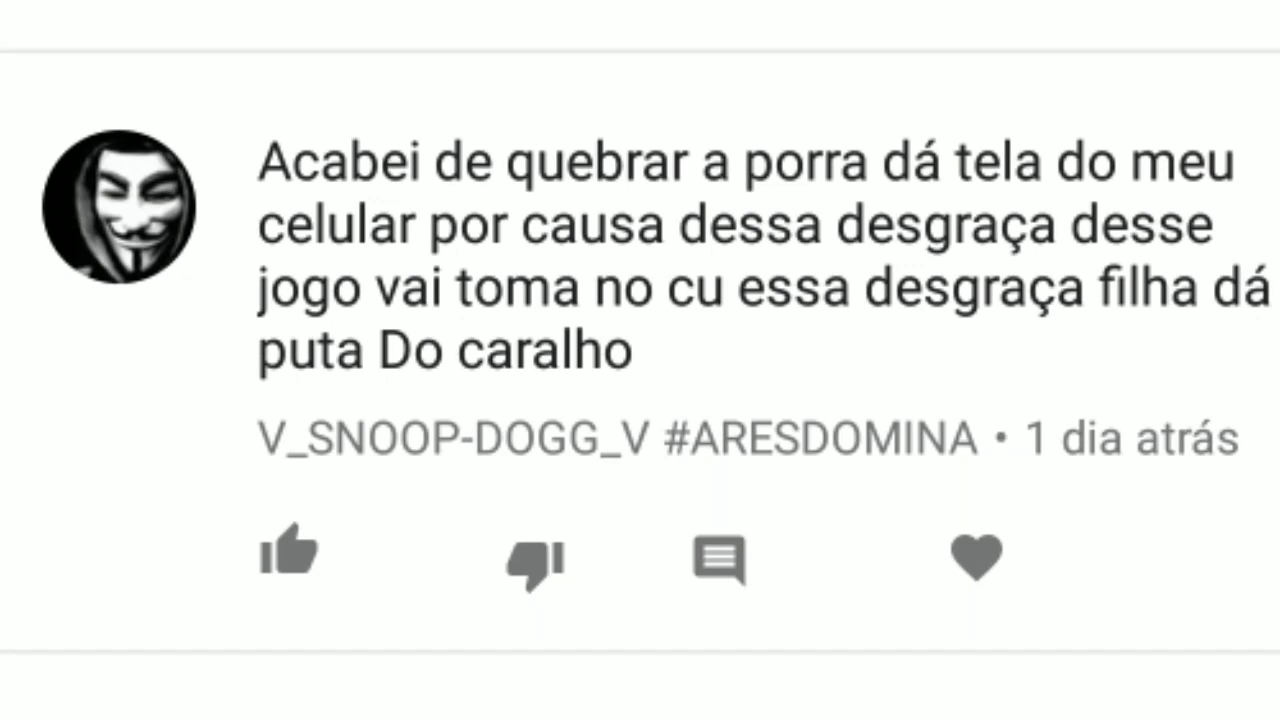 Acabei de quebrar a porra dá tela do meu
celular por causa dessa desgraça desse
jogo vai toma no cu essa desgraça filha dá
puta Do caralho
V_SNOOP-DOGG_V #ARESDOMINA • 1 dia atrás